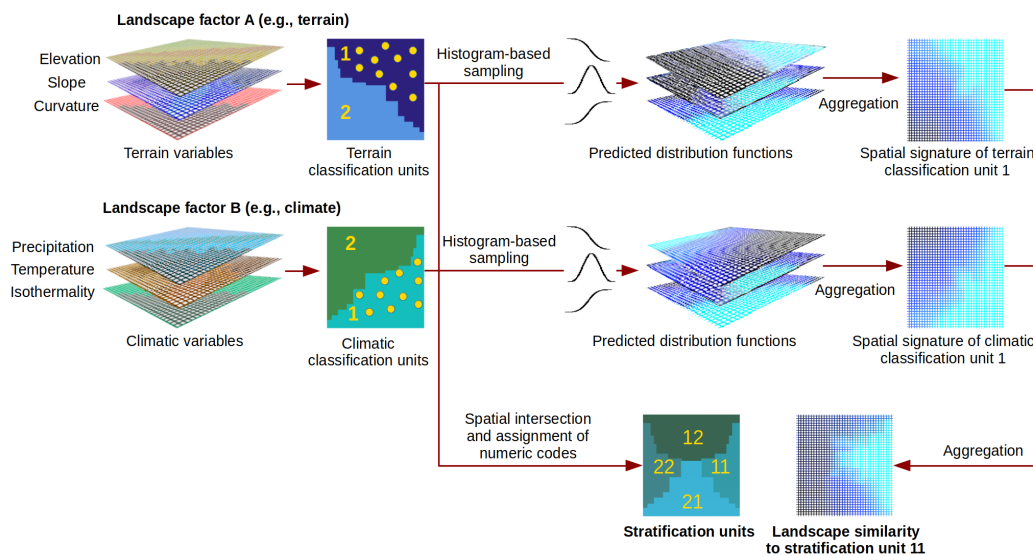 Landscape factor A (e.g., terrain)
Elevation
Slope
Curvature
Terrain variables
1
2
Terrain
classification units
Histogram-based
sampling
Predicted distribution functions
Aggregation
Spatial signature of terrain
classification unit 1
Landscape factor B (e.g., climate)
Precipitation
Temperature
Isothermality
Climatic variables
2
1
Climatic
classification units
Histogram-based
sampling
Predicted distribution functions
Aggregation
Spatial signature of climatic
classification unit 1
Spatial intersection
and assignment of
numeric codes
12
22
11
21
Stratification units
Landscape similarity
to stratification unit 11
Aggregation